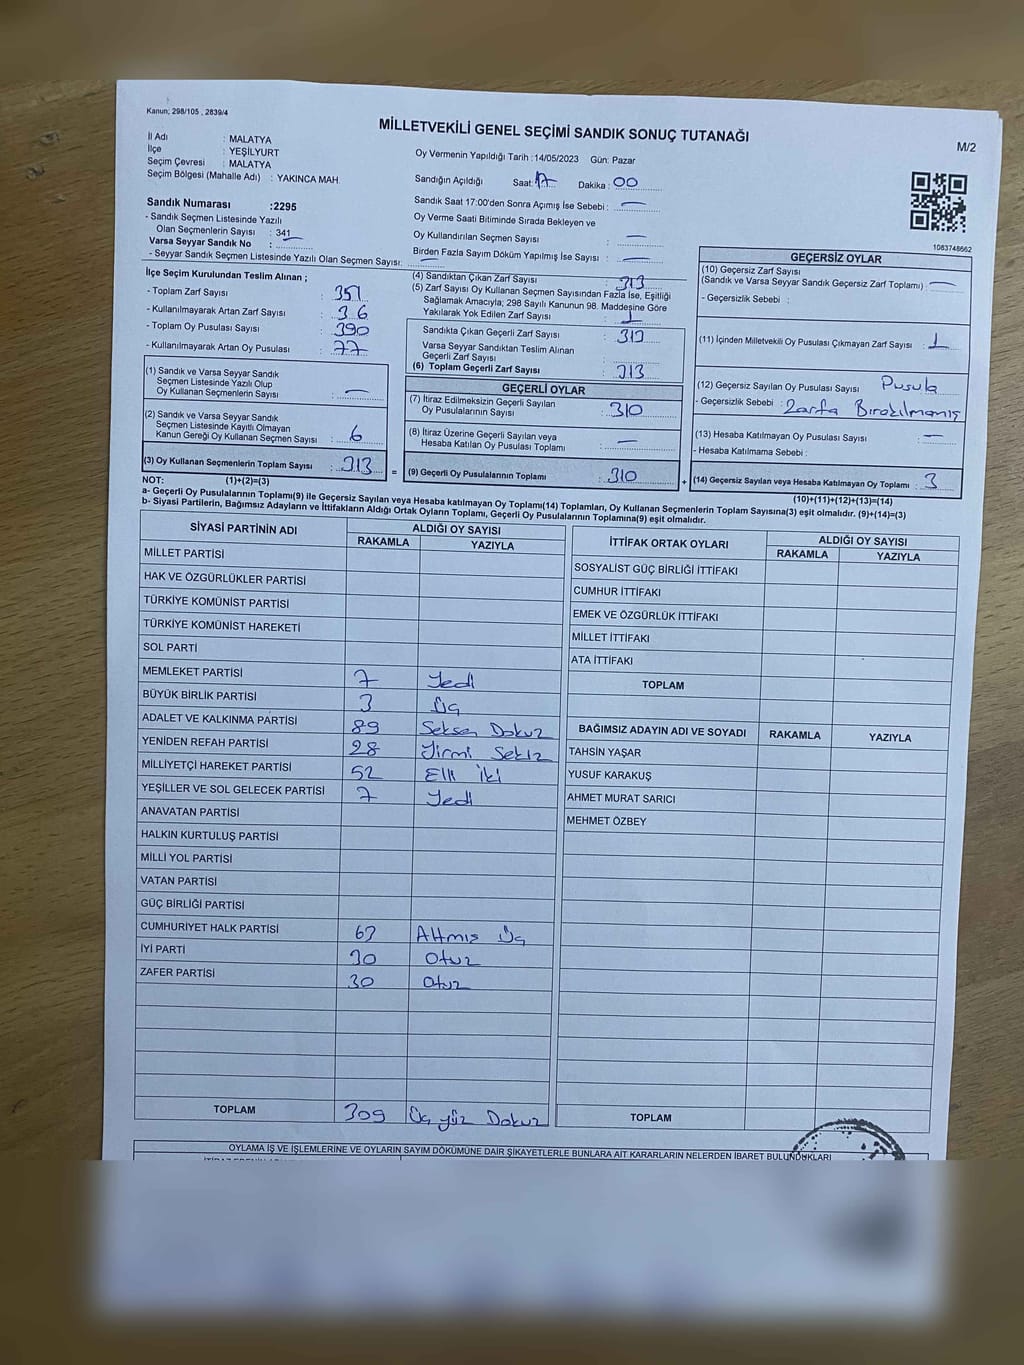 Kanun; 298/105 , 2839/4
MİLLETVEKİLİ GENEL SEÇİMİ SANDIK SONUÇ TUTANAĞI
M/2
İl Adı : MALATYA
İlçe : YEŞİLYURT
Seçim Çevresi : MALATYA
Seçim Bölgesi (Mahalle Adı) : YAKINCA MAH.
Oy Vermenin Yapıldığı Tarih :14/05/2023 Gün: Pazar
Sandığın Açıldığı Saat: 17 Dakika : 00
Sandık Saat 17:00'den Sonra Açımış İse Sebebi : —
Oy Verme Saati Bitiminde Sırada Bekleyen ve
Oy Kullandırılan Seçmen Sayısı : —
Birden Fazla Sayım Döküm Yapılmış İse Sayısı : —
1083748662
Sandık Numarası :2295
- Sandık Seçmen Listesinde Yazılı
Olan Seçmenlerin Sayısı : 341
Varsa Seyyar Sandık No : —
- Seyyar Sandık Seçmen Listesinde Yazılı Olan Seçmen Sayısı: —
İlçe Seçim Kurulundan Teslim Alınan ;
- Toplam Zarf Sayısı : 351
- Kullanılmayarak Artan Zarf Sayısı : 36
- Toplam Oy Pusulası Sayısı : 390
- Kullanılmayarak Artan Oy Pusulası : 77
(1) Sandık ve Varsa Seyyar Sandık
Seçmen Listesinde Yazılı Olup
Oy Kullanan Seçmenlerin Sayısı : —
(2) Sandık ve Varsa Seyyar Sandık
Seçmen Listesinde Kayıtlı Olmayan
Kanun Gereği Oy Kullanan Seçmen Sayısı : 6
(3) Oy Kullanan Seçmenlerin Toplam Sayısı : 313 =
(4) Sandıktan Çıkan Zarf Sayısı : 313
(5) Zarf Sayısı Oy Kullanan Seçmen Sayısından Fazla İse, Eşitliği
Sağlamak Amacıyla; 298 Sayılı Kanunun 98. Maddesine Göre
Yakılarak Yok Edilen Zarf Sayısı :
Sandıkta Çıkan Geçerli Zarf Sayısı : 313
Varsa Seyyar Sandıktan Teslim Alınan
Geçerli Zarf Sayısı :
(6) Toplam Geçerli Zarf Sayısı : 313
GEÇERLİ OYLAR
(7) İtiraz Edilmeksizin Geçerli Sayılan
Oy Pusulalarının Sayısı : 310
(8) İtiraz Üzerine Geçerli Sayılan veya
Hesaba Katılan Oy Pusulaları Toplamı : —
(9) Geçerli Oy Pusulalarının Toplamı : 310 +
GEÇERSİZ OYLAR
(10) Geçersiz Zarf Sayısı
(Sandık ve Varsa Seyyar Sandık Geçersiz Zarf Toplamı) : —
- Geçersizlik Sebebi :
(11) İçinden Milletvekili Oy Pusulası Çıkmayan Zarf Sayısı : 1
(12) Geçersiz Sayılan Oy Pusulası Sayısı : Pusula
- Geçersizlik Sebebi : Zarfa Bırakılmamış
(13) Hesaba Katılmayan Oy Pusulası Sayısı : —
- Hesaba Katılmama Sebebi :
(14) Geçersiz Sayılan veya Hesaba Katılmayan Oy Toplamı : 3
NOT: (1)+(2)=(3)
(10)+(11)+(12)+(13)=(14)
a- Geçerli Oy Pusulalarının Toplamı(9) ile Geçersiz Sayılan veya Hesaba katılmayan Oy Toplamı(14) Toplamları, Oy Kullanan Seçmenlerin Toplam Sayısına(3) eşit olmalıdır. (9)+(14)=(3)
b- Siyasi Partilerin, Bağımsız Adayların ve İttifakların Aldığı Ortak Oyların Toplamı, Geçerli Oy Pusulalarının Toplamına(9) eşit olmalıdır.
SİYASİ PARTİNİN ADI ALDIĞI OY SAYISI
RAKAMLA YAZIYLA
MİLLET PARTİSİ
HAK VE ÖZGÜRLÜKLER PARTİSİ
TÜRKİYE KOMÜNİST PARTİSİ
TÜRKİYE KOMÜNİST HAREKETİ
SOL PARTİ
MEMLEKET PARTİSİ 7 Yedi
BÜYÜK BİRLİK PARTİSİ 3 Üç
ADALET VE KALKINMA PARTİSİ 89 Seksen Dokuz
YENİDEN REFAH PARTİSİ 28 Yirmi Sekiz
MİLLİYETÇİ HAREKET PARTİSİ 52 Elli İki
YEŞİLLER VE SOL GELECEK PARTİSİ 7 Yedi
ANAVATAN PARTİSİ
HALKIN KURTULUŞ PARTİSİ
MİLLİ YOL PARTİSİ
VATAN PARTİSİ
GÜÇ BİRLİĞİ PARTİSİ
CUMHURİYET HALK PARTİSİ 63 Altmış Üç
İYİ PARTİ 30 Otuz
ZAFER PARTİSİ 30 Otuz
TOPLAM 309 Üç yüz Dokuz
İTTİFAK ORTAK OYLARI ALDIĞI OY SAYISI
RAKAMLA YAZIYLA
SOSYALİST GÜÇ BİRLİĞİ İTTİFAKI
CUMHUR İTTİFAKI
EMEK VE ÖZGÜRLÜK İTTİFAKI
MİLLET İTTİFAKI
ATA İTTİFAKI
TOPLAM
BAĞIMSIZ ADAYIN ADI VE SOYADI RAKAMLA YAZIYLA
TAHSİN YAŞAR
YUSUF KARAKUŞ
AHMET MURAT SARICI
MEHMET ÖZBEY
TOPLAM
OYLAMA İŞ VE İŞLEMLERİNE VE OYLARIN SAYIM DÖKÜMÜNE DAİR ŞİKAYETLERLE BUNLARA AİT KARARLARIN NELERDEN İBARET BULUNDUKLARI